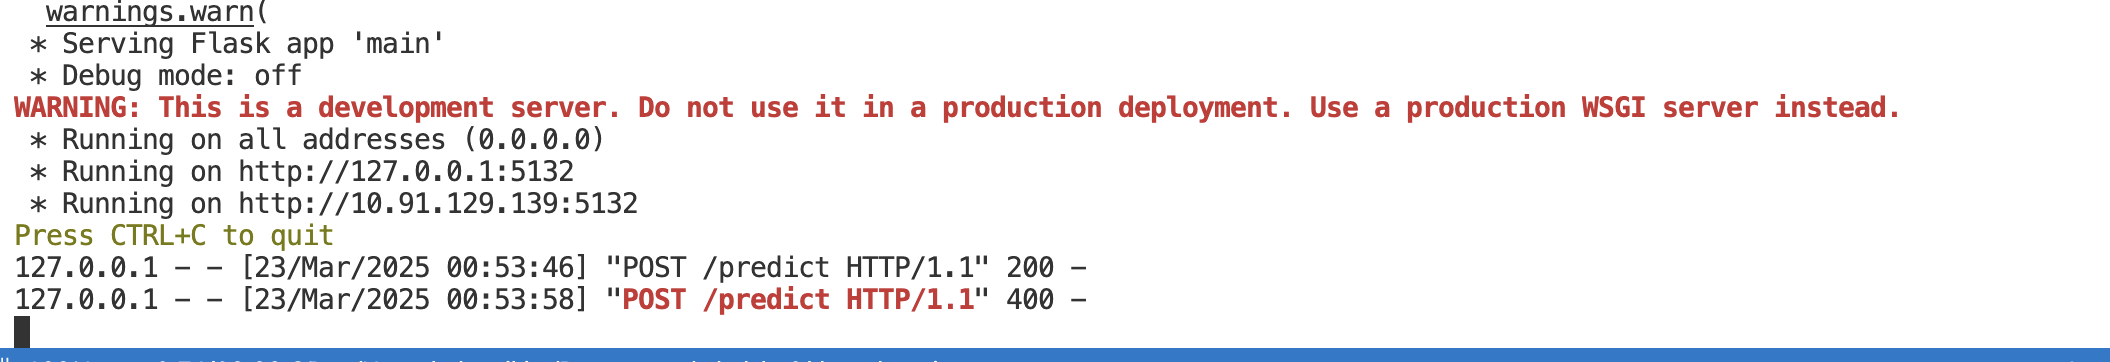 warnings.warn(
* Serving Flask app 'main'
* Debug mode: off
WARNING: This is a development server. Do not use it in a production deployment. Use a production WSGI server instead.
* Running on all addresses (0.0.0.0)
* Running on http://127.0.0.1:5132
* Running on http://10.91.129.139:5132
Press CTRL+C to quit
127.0.0.1 - - [23/Mar/2025 00:53:46] "POST /predict HTTP/1.1" 200 -
127.0.0.1 - - [23/Mar/2025 00:53:58] "POST /predict HTTP/1.1" 400 -